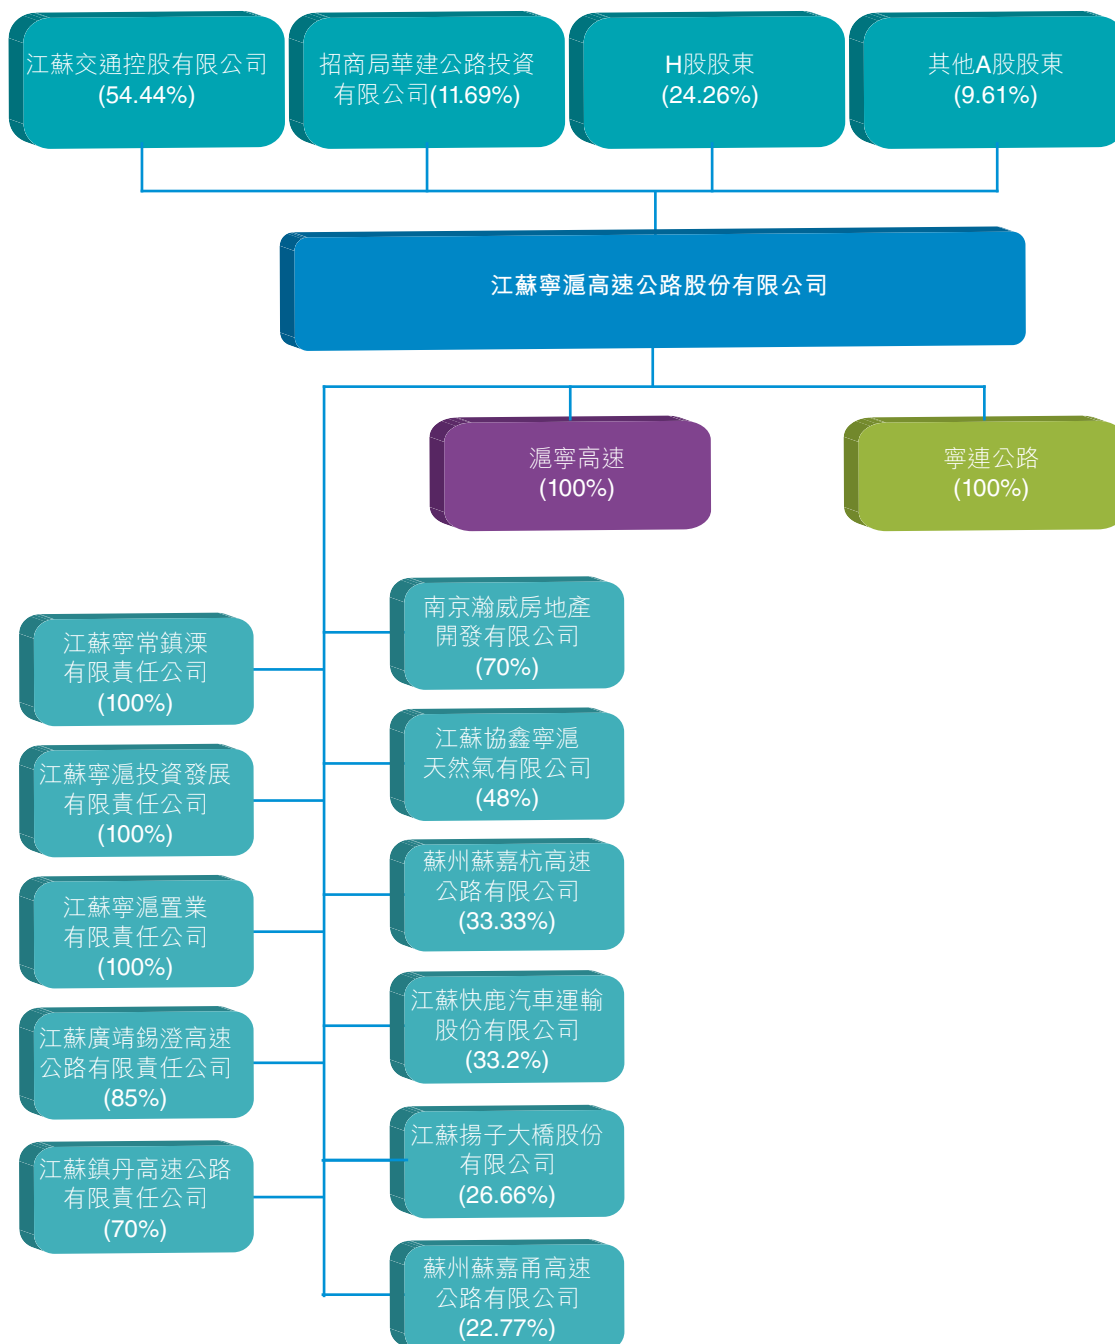 江蘇交通控股有限公司
(54.44%)
招商局華建公路投資
有限公司(11.69%)
H股股東
(24.26%)
其他A股股東
(9.61%)
江蘇寧滬高速公路股份有限公司
滬寧高速
(100%)
寧連公路
(100%)
江蘇寧常鎮溧
有限責任公司
(100%)
江蘇寧滬投資發展
有限責任公司
(100%)
江蘇寧滬置業
有限責任公司
(100%)
江蘇廣靖錫澄高速
公路有限責任公司
(85%)
江蘇鎮丹高速公路
有限責任公司
(70%)
南京瀚威房地產
開發有限公司
(70%)
江蘇協鑫寧滬
天然氣有限公司
(48%)
蘇州蘇嘉杭高速
公路有限公司
(33.33%)
江蘇快鹿汽車運輸
股份有限公司
(33.2%)
江蘇揚子大橋股份
有限公司
(26.66%)
蘇州蘇嘉甬高速
公路有限公司
(22.77%)